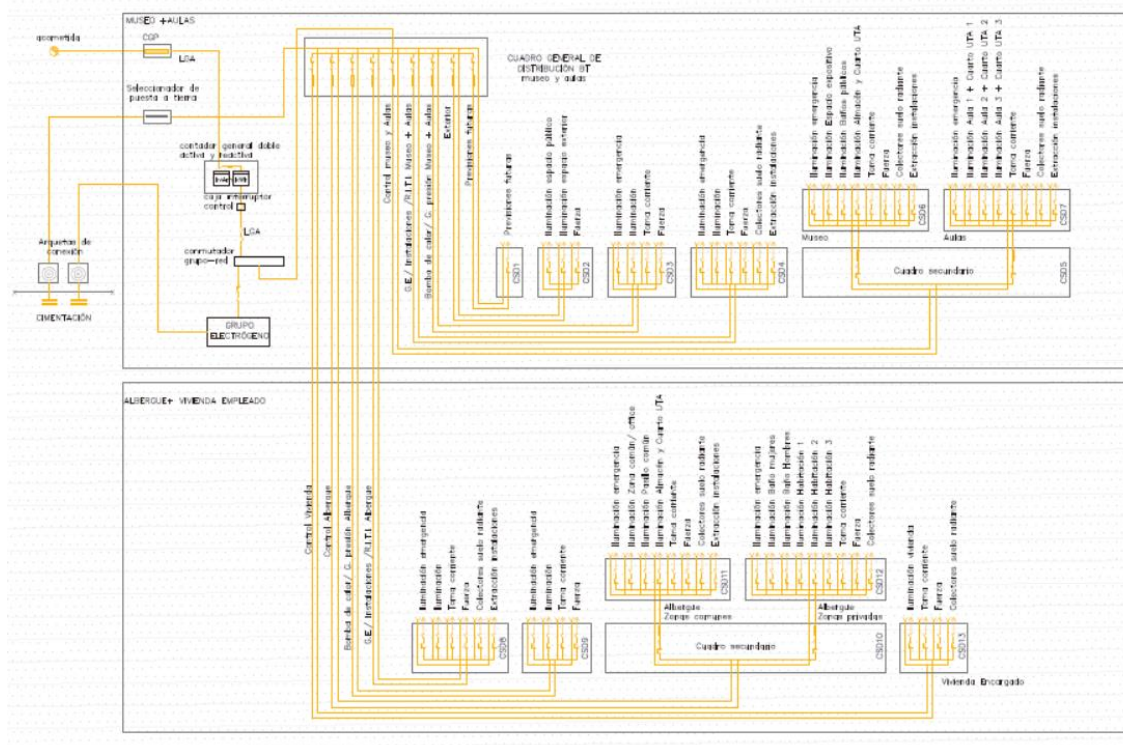 MUSEO +AULAS
acometida
CGP
LGA
Seleccionador de
puesta a tierra
contador general doble
activa y reactiva
caja interruptor
control
LGA
conmutador
grupo-red
Arquetas de
conexión
CIMENTACIÓN
GRUPO
ELECTRÓGENO
CUADRO GENERAL DE
DISTRIBUCIÓN BT
museo y aulas
Control museo y Aulas
G.E/ Instalaciones /R.I.T.I Museo + Aulas
Bomba de calor/ G. presión Museo + Aulas
Exterior
Previsiones futuras
Previsiones futuras
CSD1
Iluminación espacio público
Iluminación espacio exterior
Fuerza
CSD2
Iluminación emergencia
Iluminación
Toma corriente
Fuerza
CSD3
Iluminación emergencia
Iluminación
Toma corriente
Fuerza
Colectores suelo radiante
Extracción instalaciones
CSD4
Iluminación emergencia
Iluminación Espacio expositivo
Iluminación Baños públicos
Iluminación Almacén y Cuarto UTA
Toma corriente
Fuerza
Colectores suelo radiante
Extracción instalaciones
CSD6
Museo
Iluminación emergencia
Iluminación Aula 1 + Cuarto UTA 1
Iluminación Aula 2 + Cuarto UTA 2
Iluminación Aula 3 + Cuarto UTA 3
Toma corriente
Fuerza
Colectores suelo radiante
Extracción instalaciones
CSD7
Aulas
Cuadro secundario
CSD5
ALBERGUE+ VIVIENDA EMPLEADO
Control Vivienda
Control Albergue
Bomba de calor/ G. presión Albergue
G.E/ Instalaciones /R.I.T.I Albergue
Iluminación emergencia
Iluminación
Toma corriente
Fuerza
Colectores suelo radiante
Extracción instalaciones
CSD8
Iluminación emergencia
Iluminación
Toma corriente
Fuerza
CSD9
Iluminación emergencia
Iluminación Zona común/ office
Iluminación Pasillo común
Iluminación Almacén y Cuarto UTA
Toma corriente
Fuerza
Colectores suelo radiante
Extracción instalaciones
CSD11
Albergue
Zonas comunes
Iluminación emergencia
Iluminación Baño mujeres
Iluminación Baño Hombres
Iluminación Habitación 1
Iluminación Habitación 2
Iluminación Habitación 3
Toma corriente
Fuerza
Colectores suelo radiante
CSD12
Albergue
Zonas privadas
Cuadro secundario
CSD10
Iluminación vivienda
Toma corriente
Fuerza
Colectores suelo radiante
CSD13
Vivienda Encargado